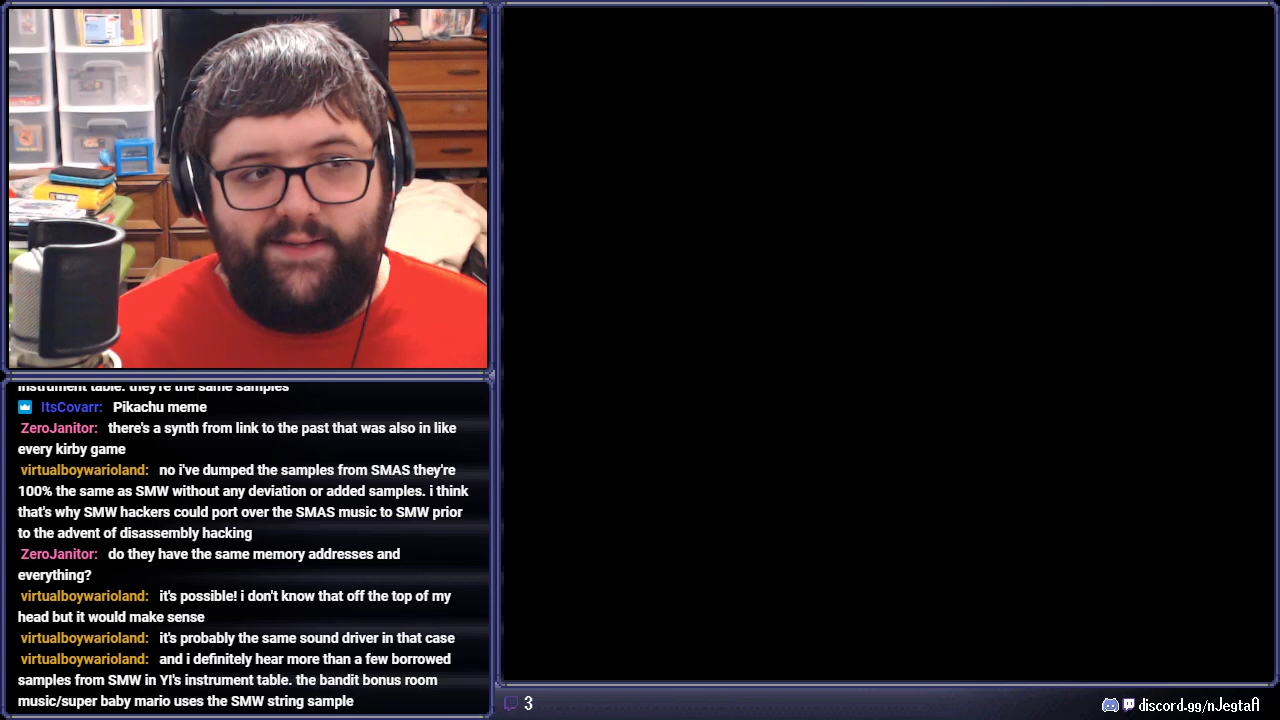 instrument table. they're the same samples
ItsCovarr: Pikachu meme
ZeroJanitor: there's a synth from link to the past that was also in like
every kirby game
virtualboywarioland: no i've dumped the samples from SMAS they're
100% the same as SMW without any deviation or added samples. i think
that's why SMW hackers could port over the SMAS music to SMW prior
to the advent of disassembly hacking
ZeroJanitor: do they have the same memory addresses and
everything?
virtualboywarioland: it's possible! i don't know that off the top of my
head but it would make sense
virtualboywarioland: it's probably the same sound driver in that case
virtualboywarioland: and i definitely hear more than a few borrowed
samples from SMW in YI's instrument table. the bandit bonus room
music/super baby mario uses the SMW string sample
3
discord.gg/nJegtaA